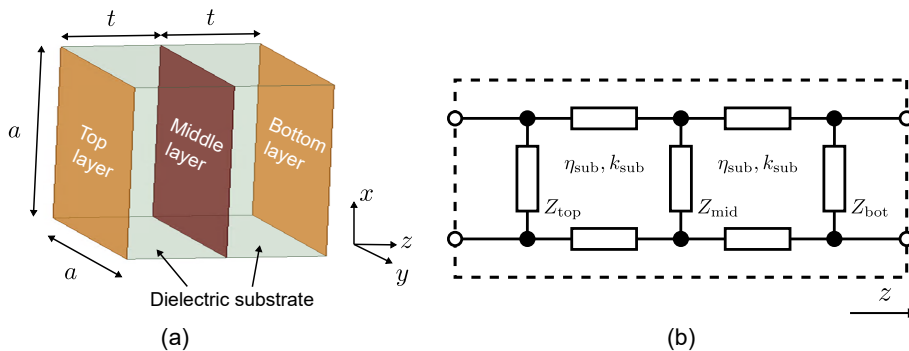 t
t
a
Top
layer
Middle
layer
Bottom
layer
x
z
y
a
Dielectric substrate
(a)
η_sub, k_sub
η_sub, k_sub
Z_top
Z_mid
Z_bot
z
(b)